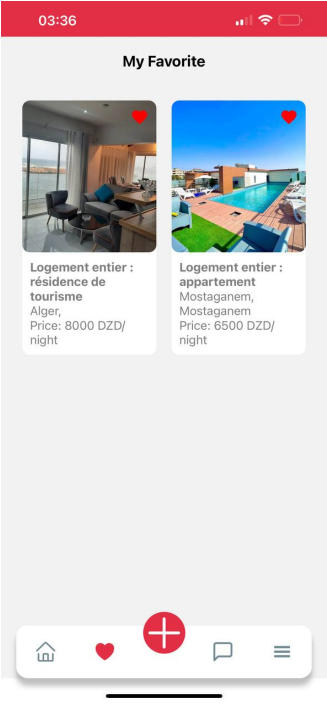 03:36
My Favorite
Logement entier :
résidence de
tourisme
Alger,
Price: 8000 DZD/
night
Logement entier :
appartement
Mostaganem,
Mostaganem
Price: 6500 DZD/
night